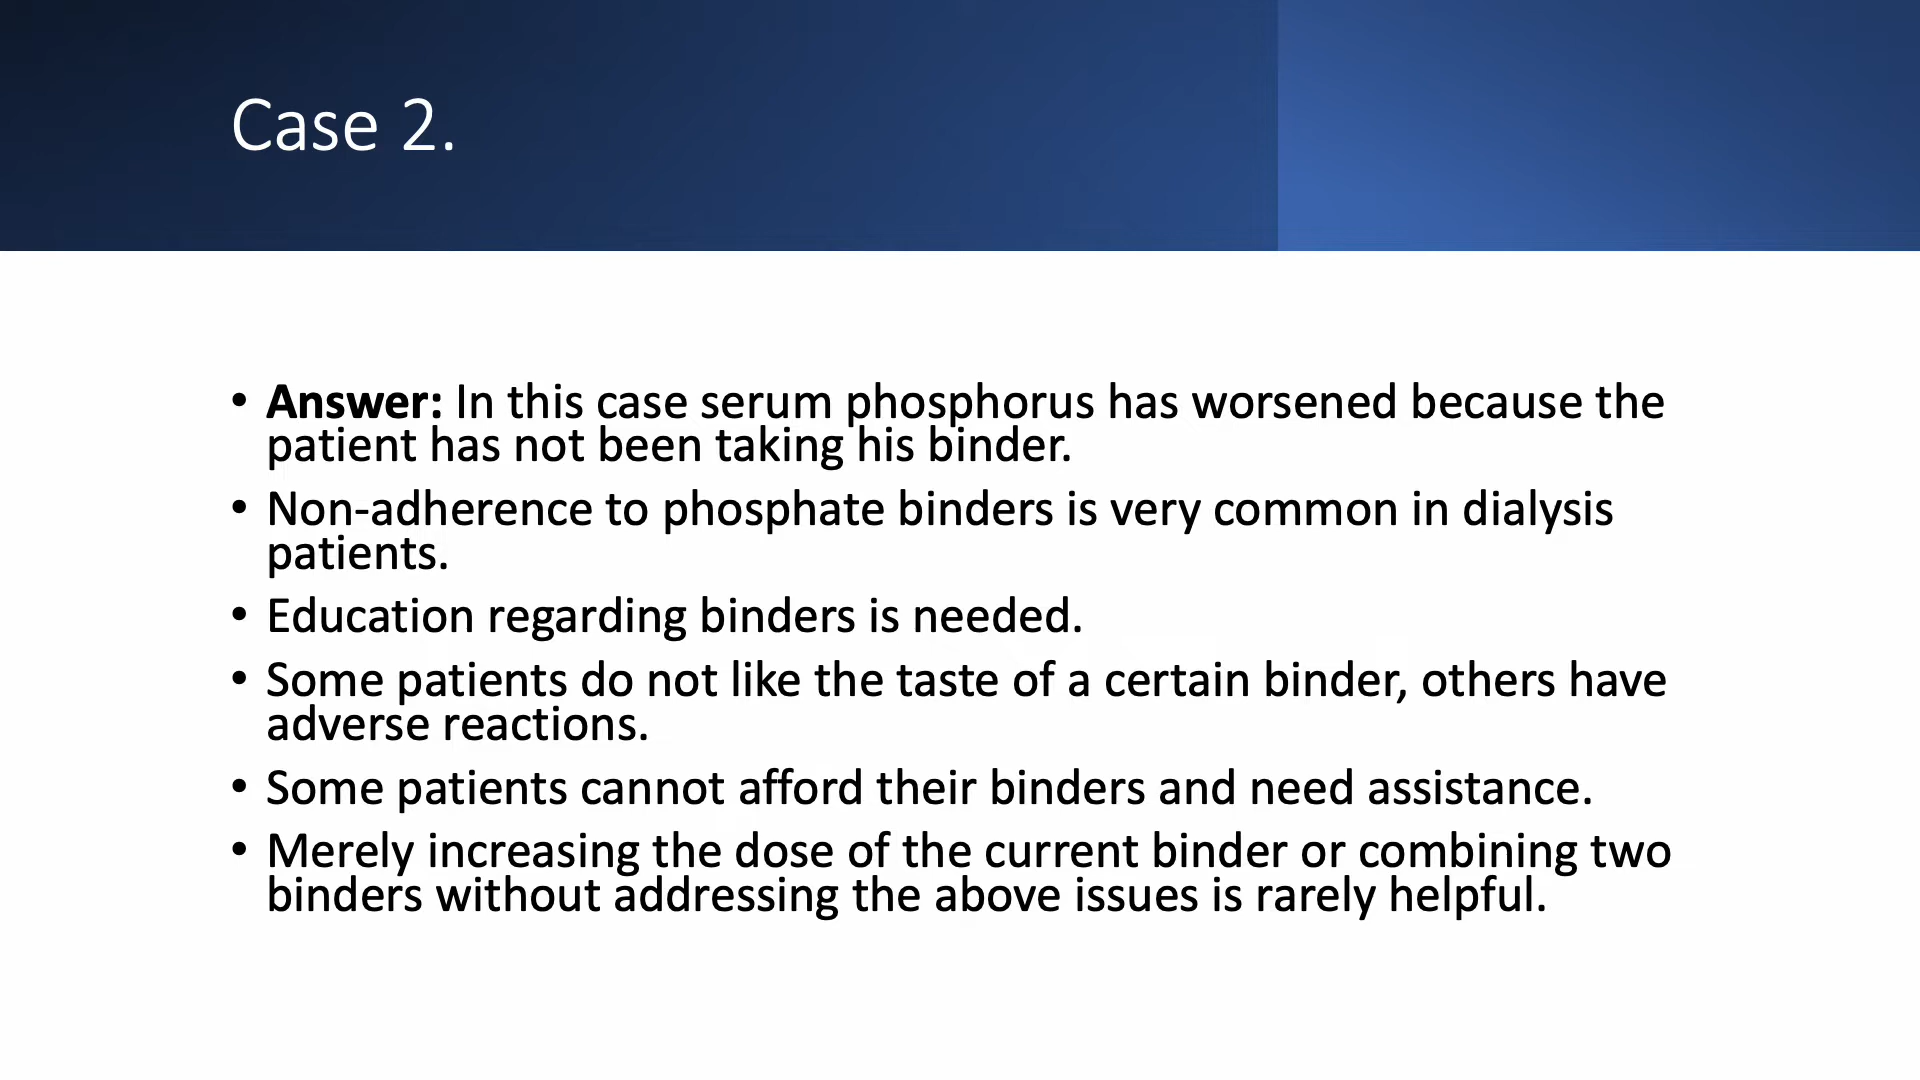 Case 2.
• Answer: In this case serum phosphorus has worsened because the
patient has not been taking his binder.
• Non-adherence to phosphate binders is very common in dialysis
patients.
• Education regarding binders is needed.
• Some patients do not like the taste of a certain binder, others have
adverse reactions.
• Some patients cannot afford their binders and need assistance.
• Merely increasing the dose of the current binder or combining two
binders without addressing the above issues is rarely helpful.